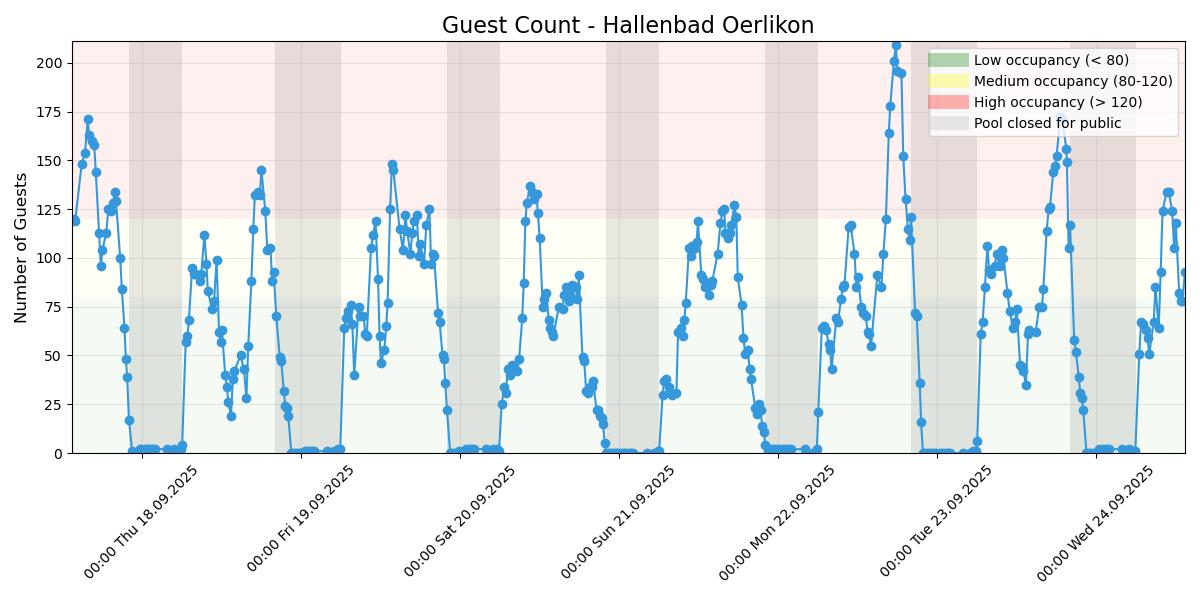 Guest Count - Hallenbad Oerlikon
Number of Guests
200
175
150
125
100
75
50
25
0
Low occupancy (< 80)
Medium occupancy (80-120)
High occupancy (> 120)
Pool closed for public
00:00 Thu 18.09.2025
00:00 Fri 19.09.2025
00:00 Sat 20.09.2025
00:00 Sun 21.09.2025
00:00 Mon 22.09.2025
00:00 Tue 23.09.2025
00:00 Wed 24.09.2025